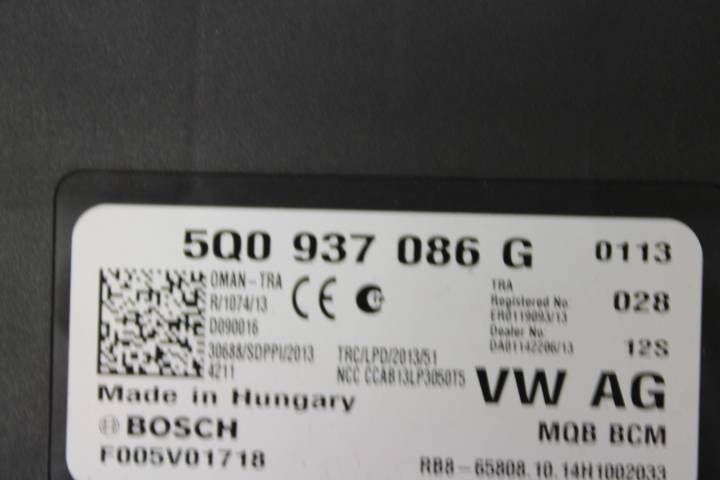 5Q0 937 086 G 0113
OMAN-TRA
R/1074/13
D090016
CE
TRA
Registered No:
ER0119093/13
Dealer No:
DA01142206/13
028
12S
30688/SDPPI/2013
4211
TRC/LPD/2013/51
NCC CCAB13LP3050T5
VW AG
Made in Hungary
BOSCH
MQB BCM
F005V01718
RB8-65808.10.14H1002033